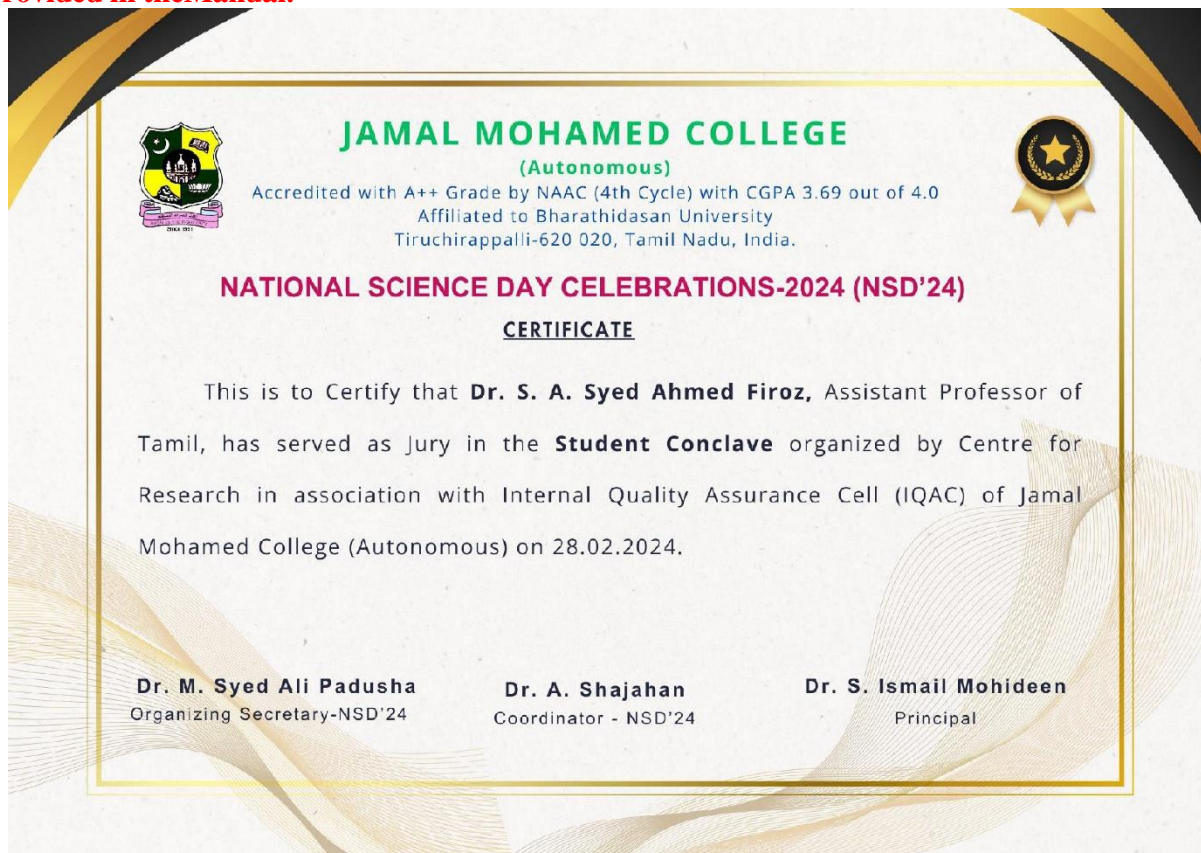 rovided in theManual.
JAMAL MOHAMED COLLEGE
(Autonomous)
Accredited with A++ Grade by NAAC (4th Cycle) with CGPA 3.69 out of 4.0
Affiliated to Bharathidasan University
Tiruchirappalli-620 020, Tamil Nadu, India.
NATIONAL SCIENCE DAY CELEBRATIONS-2024 (NSD’24)
CERTIFICATE
This is to Certify that Dr. S. A. Syed Ahmed Firoz, Assistant Professor of
Tamil, has served as Jury in the Student Conclave organized by Centre for
Research in association with Internal Quality Assurance Cell (IQAC) of Jamal
Mohamed College (Autonomous) on 28.02.2024.
Dr. M. Syed Ali Padusha
Organizing Secretary-NSD’24
Dr. A. Shajahan
Coordinator - NSD’24
Dr. S. Ismail Mohideen
Principal